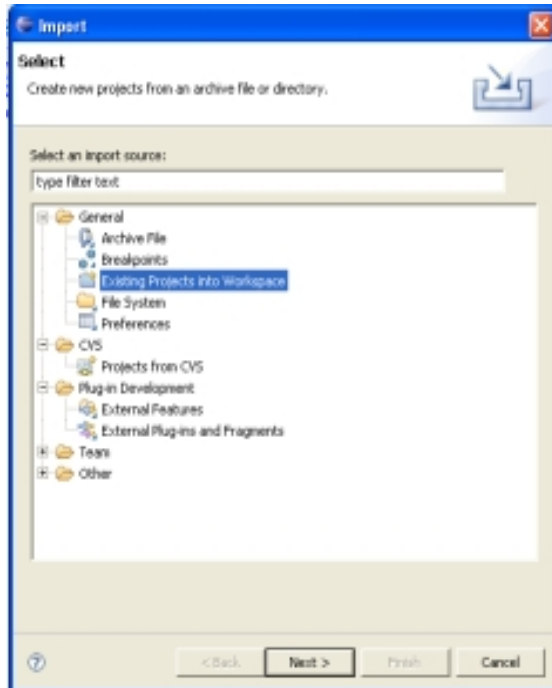 Import
Select
Create new projects from an archive file or directory.
Select an import source:
type filter text
General
Archive File
Breakpoints
Existing Projects into Workspace
File System
Preferences
CVS
Projects from CVS
Plug-in Development
External Features
External Plug-ins and Fragments
Team
Other
< Back Next > Finish Cancel